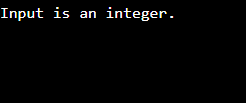 Input is an integer.